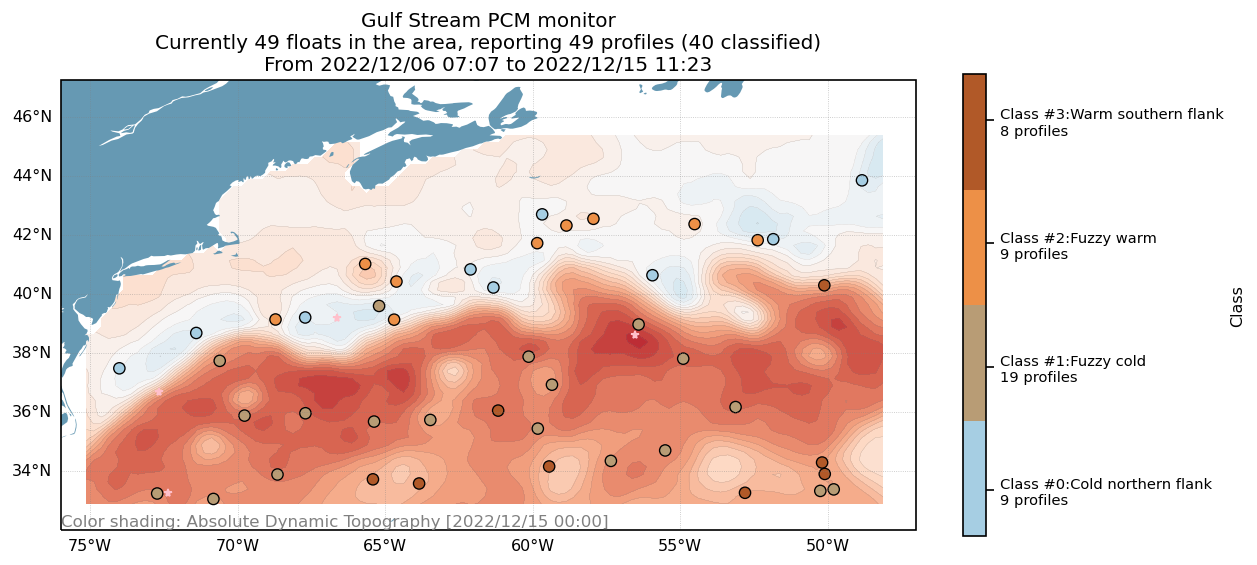 Gulf Stream PCM monitor
Currently 49 floats in the area, reporting 49 profiles (40 classified)
From 2022/12/06 07:07 to 2022/12/15 11:23
46°N
44°N
42°N
40°N
38°N
36°N
34°N
Color shading: Absolute Dynamic Topography [2022/12/15 00:00]
75°W
70°W
65°W
60°W
55°W
50°W
Class #3:Warm southern flank
8 profiles
Class #2:Fuzzy warm
9 profiles
Class #1:Fuzzy cold
19 profiles
Class #0:Cold northern flank
9 profiles
Class